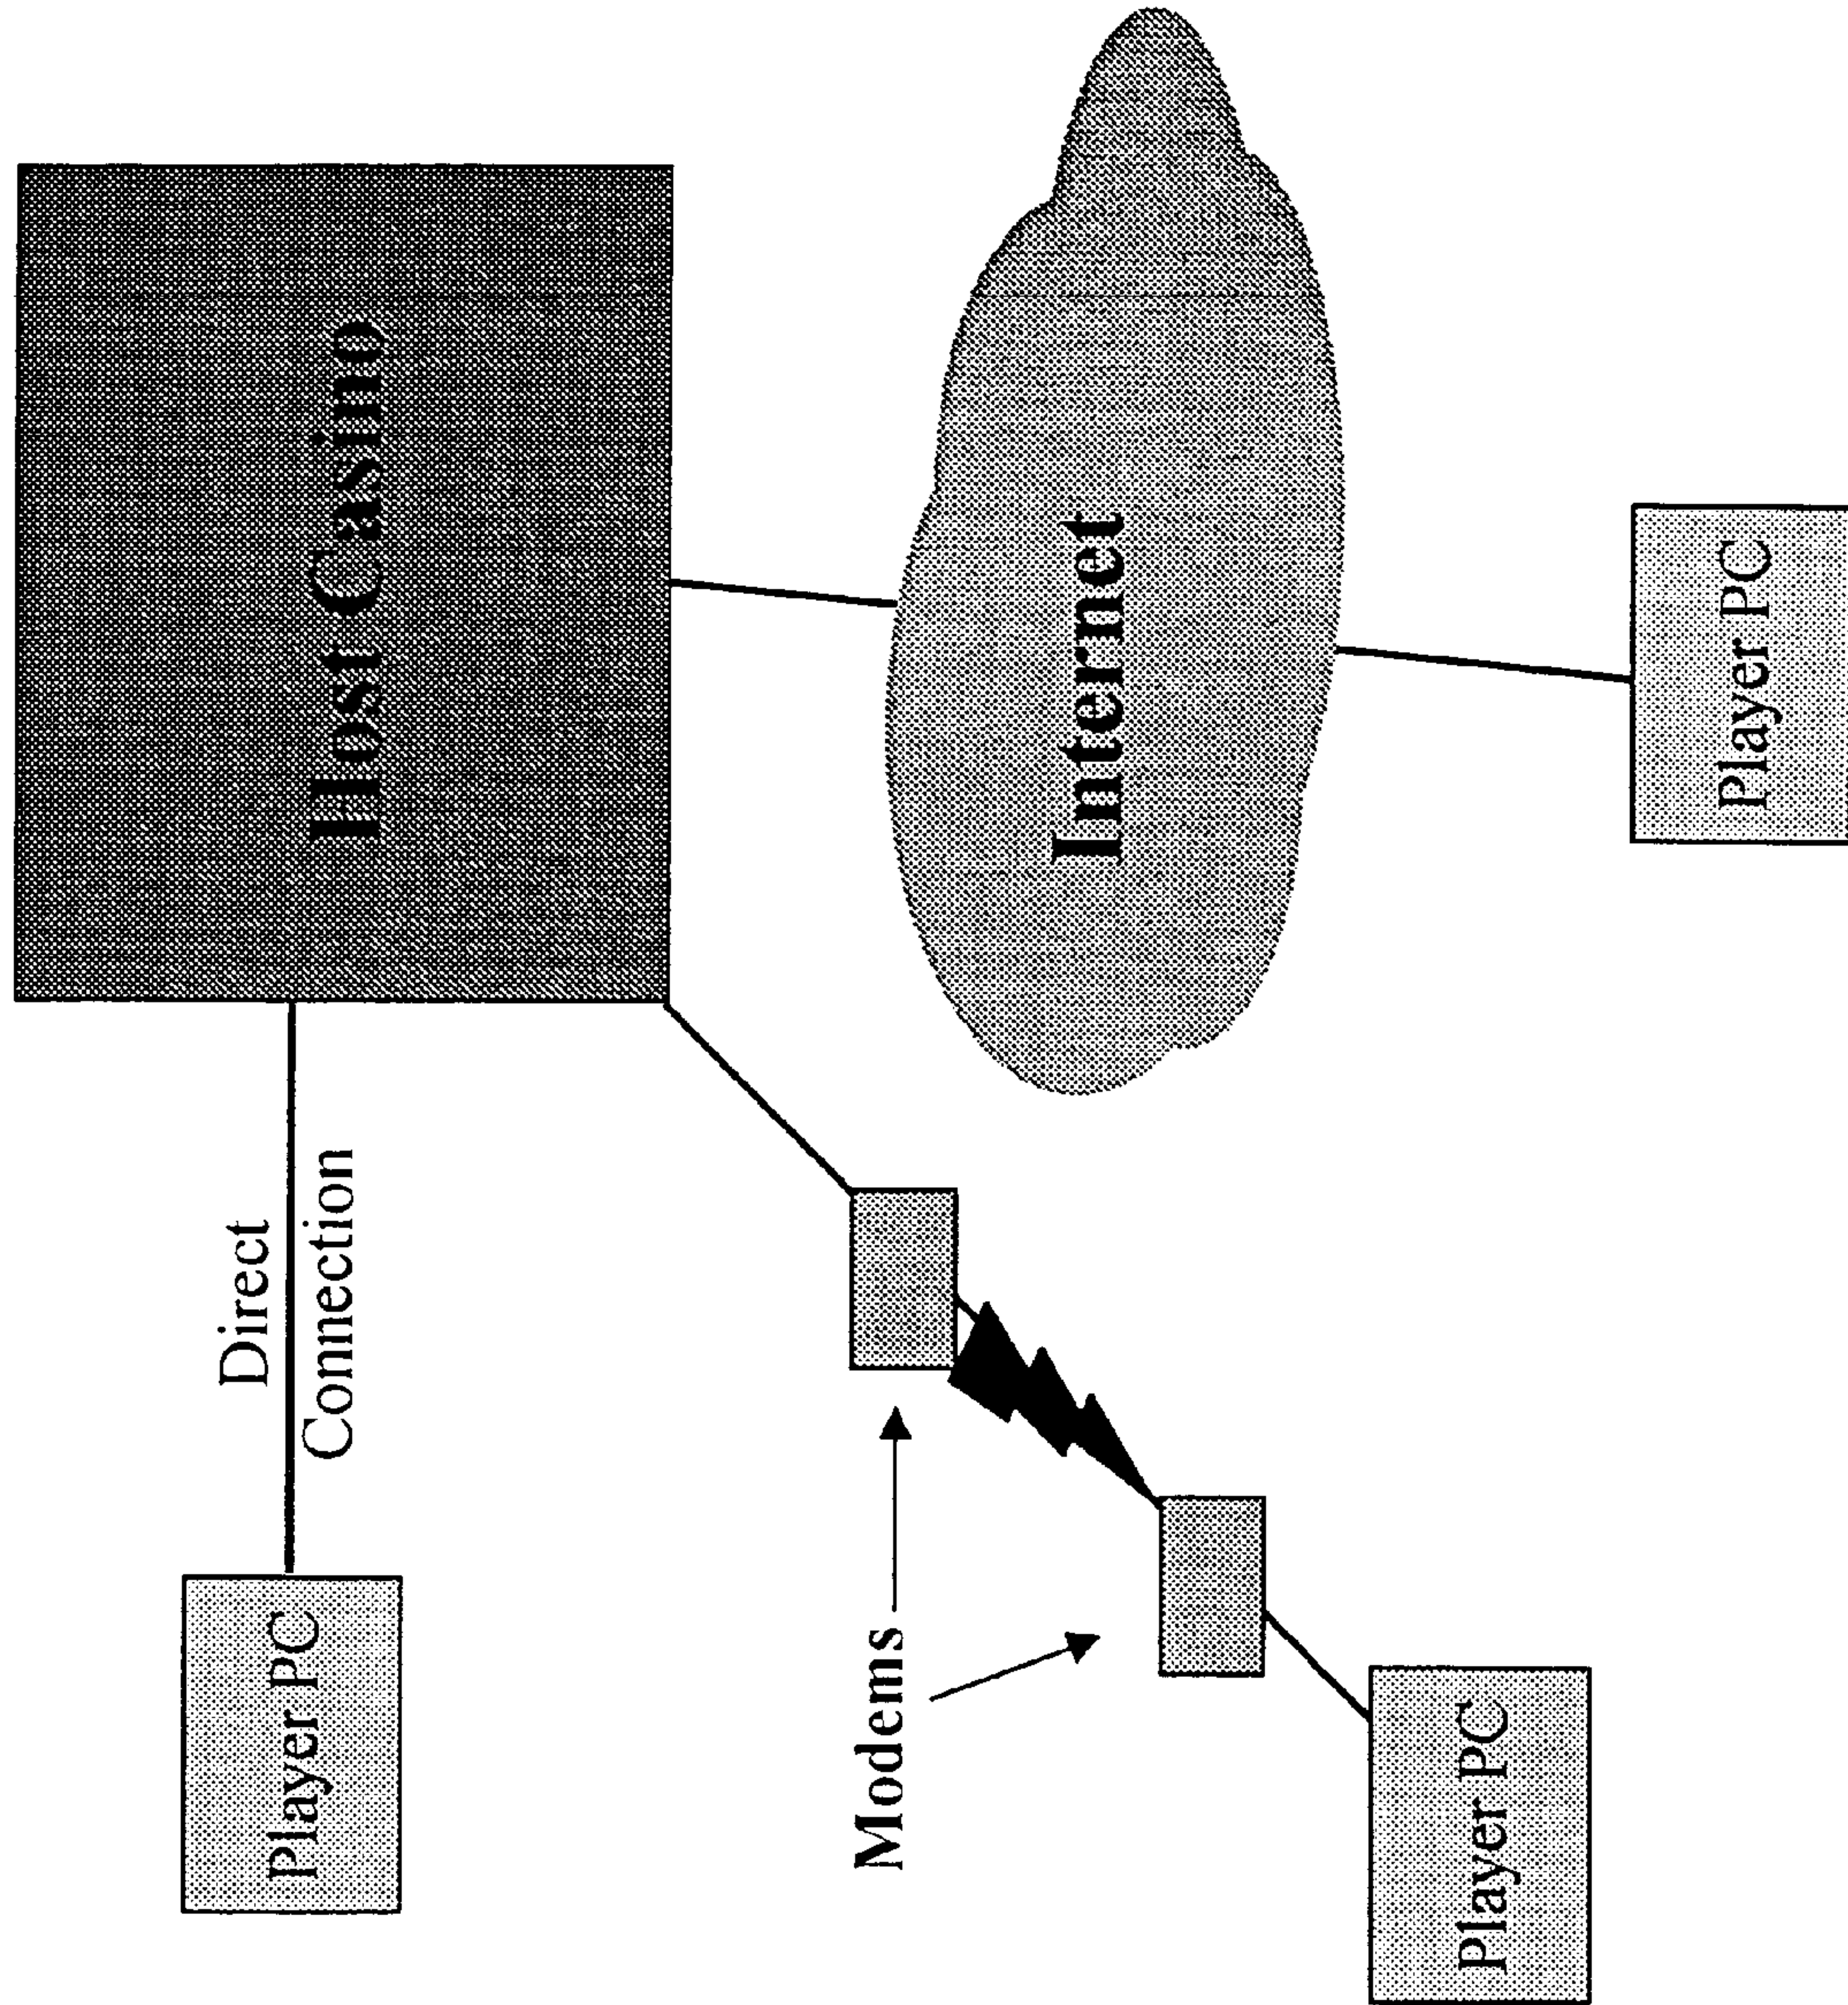 Player PC
Direct
Connection
Host Casino
Modems
Player PC
Internet
Player PC